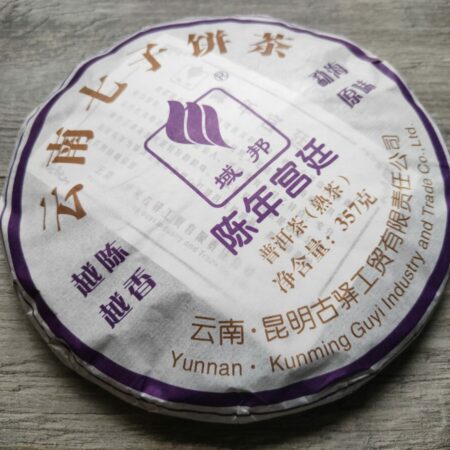 云南七子饼茶
®
域邦
勐海
原味
陈年宫廷
越陈
越香
普洱茶(熟茶)
净含量：357克
云南·昆明古驿工贸有限责任公司
Yunnan · Kunming Guyi Industry and Trade Co., Ltd.